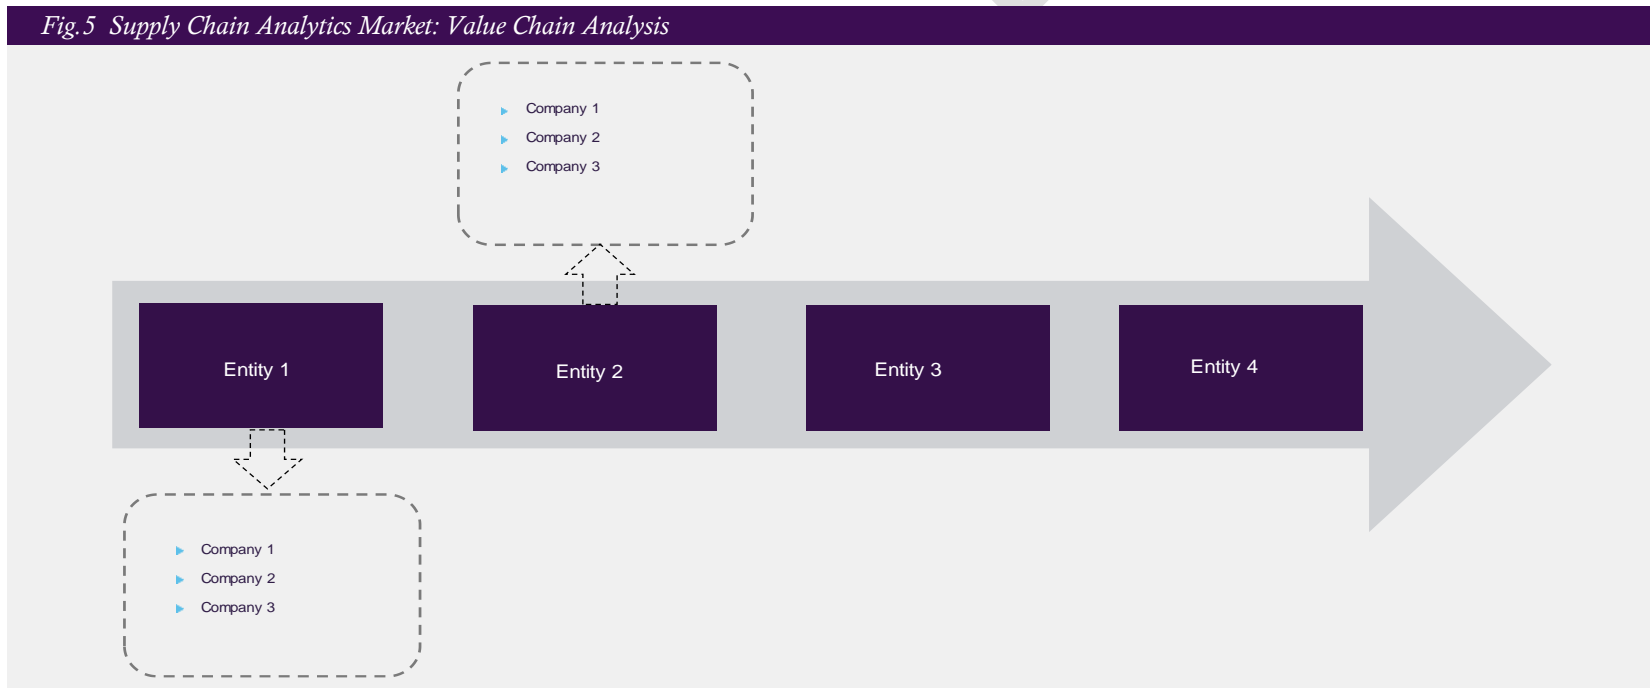 Fig.5 Supply Chain Analytics Market: Value Chain Analysis
Company 1
Company 2
Company 3
Entity 1
Entity 2
Entity 3
Entity 4
Company 1
Company 2
Company 3